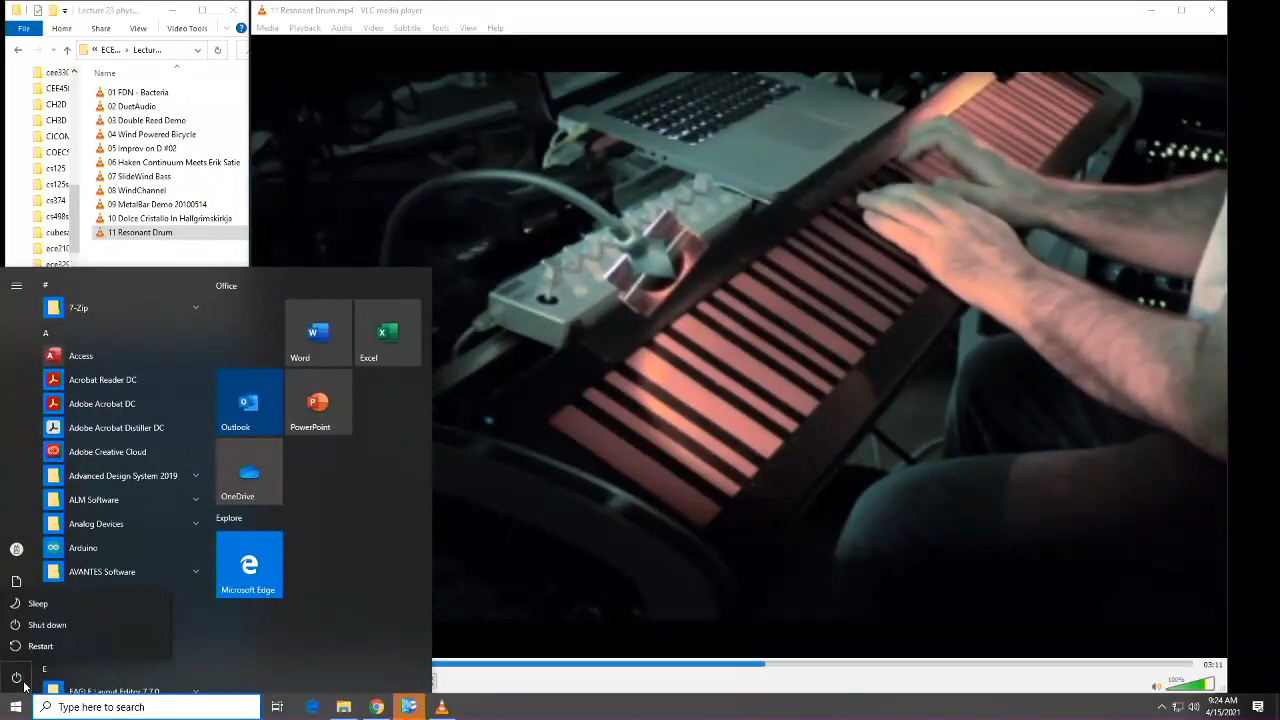 Lecture 23 phys...
File Home Share View Video Tools
« ECE... > Lectur...
cee330
CEE450
CH2D
CH3D
CICON
COECS
cs125
cs125s
cs374
cs498s
cubesa
ece210
Name
01 FDN - Bacteria
02 DuetAudio
03 Double Reed Demo
04 Wind Powered Bicycle
05 Improv on D #02
06 Haken Continuum Meets Erik Satie
07 SlideWind Bass
08 WindChannel
09 MetalBar Demo 20100514
10 Dolce Cristallo In Hallgrimskirkja
11 Resonant Drum
11 Resonant Drum.mp4 - VLC media player
Media Playback Audio Video Subtitle Tools View Help
#
7-Zip
A
Access
Acrobat Reader DC
Adobe Acrobat DC
Adobe Acrobat Distiller DC
Adobe Creative Cloud
Advanced Design System 2019
ALM Software
Analog Devices
Arduino
AVANTES Software
Sleep
Shut down
Restart
E
EAGLE Layout Editor 7.7.0
Office
Word
Excel
Outlook
PowerPoint
OneDrive
Explore
Microsoft Edge
03:11
100%
Type here to search
9:24 AM
4/15/2021